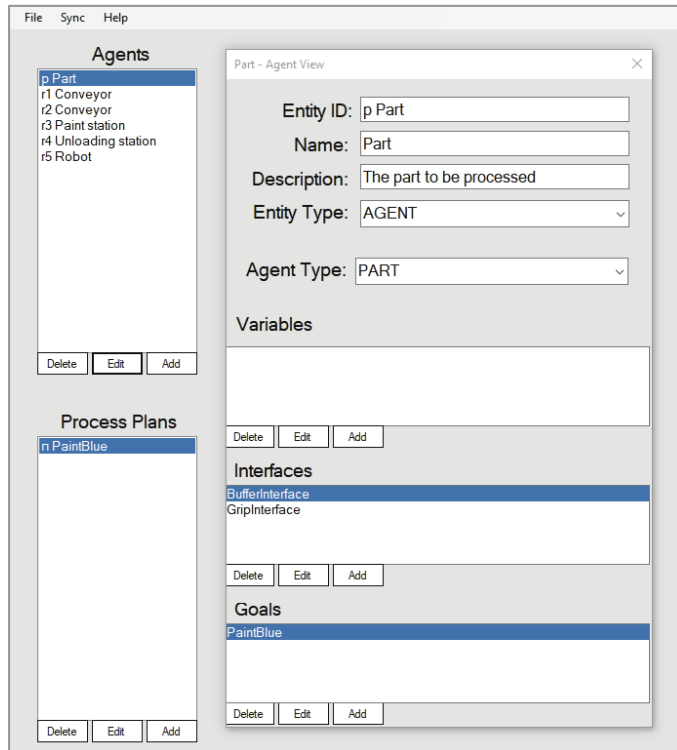 File Sync Help
Agents
p Part
r1 Conveyor
r2 Conveyor
r3 Paint station
r4 Unloading station
r5 Robot
Delete Edit Add
Process Plans
π PaintBlue
Delete Edit Add
Part - Agent View
Entity ID: p Part
Name: Part
Description: The part to be processed
Entity Type: AGENT
Agent Type: PART
Variables
Delete Edit Add
Interfaces
BufferInterface
GripInterface
Delete Edit Add
Goals
PaintBlue
Delete Edit Add